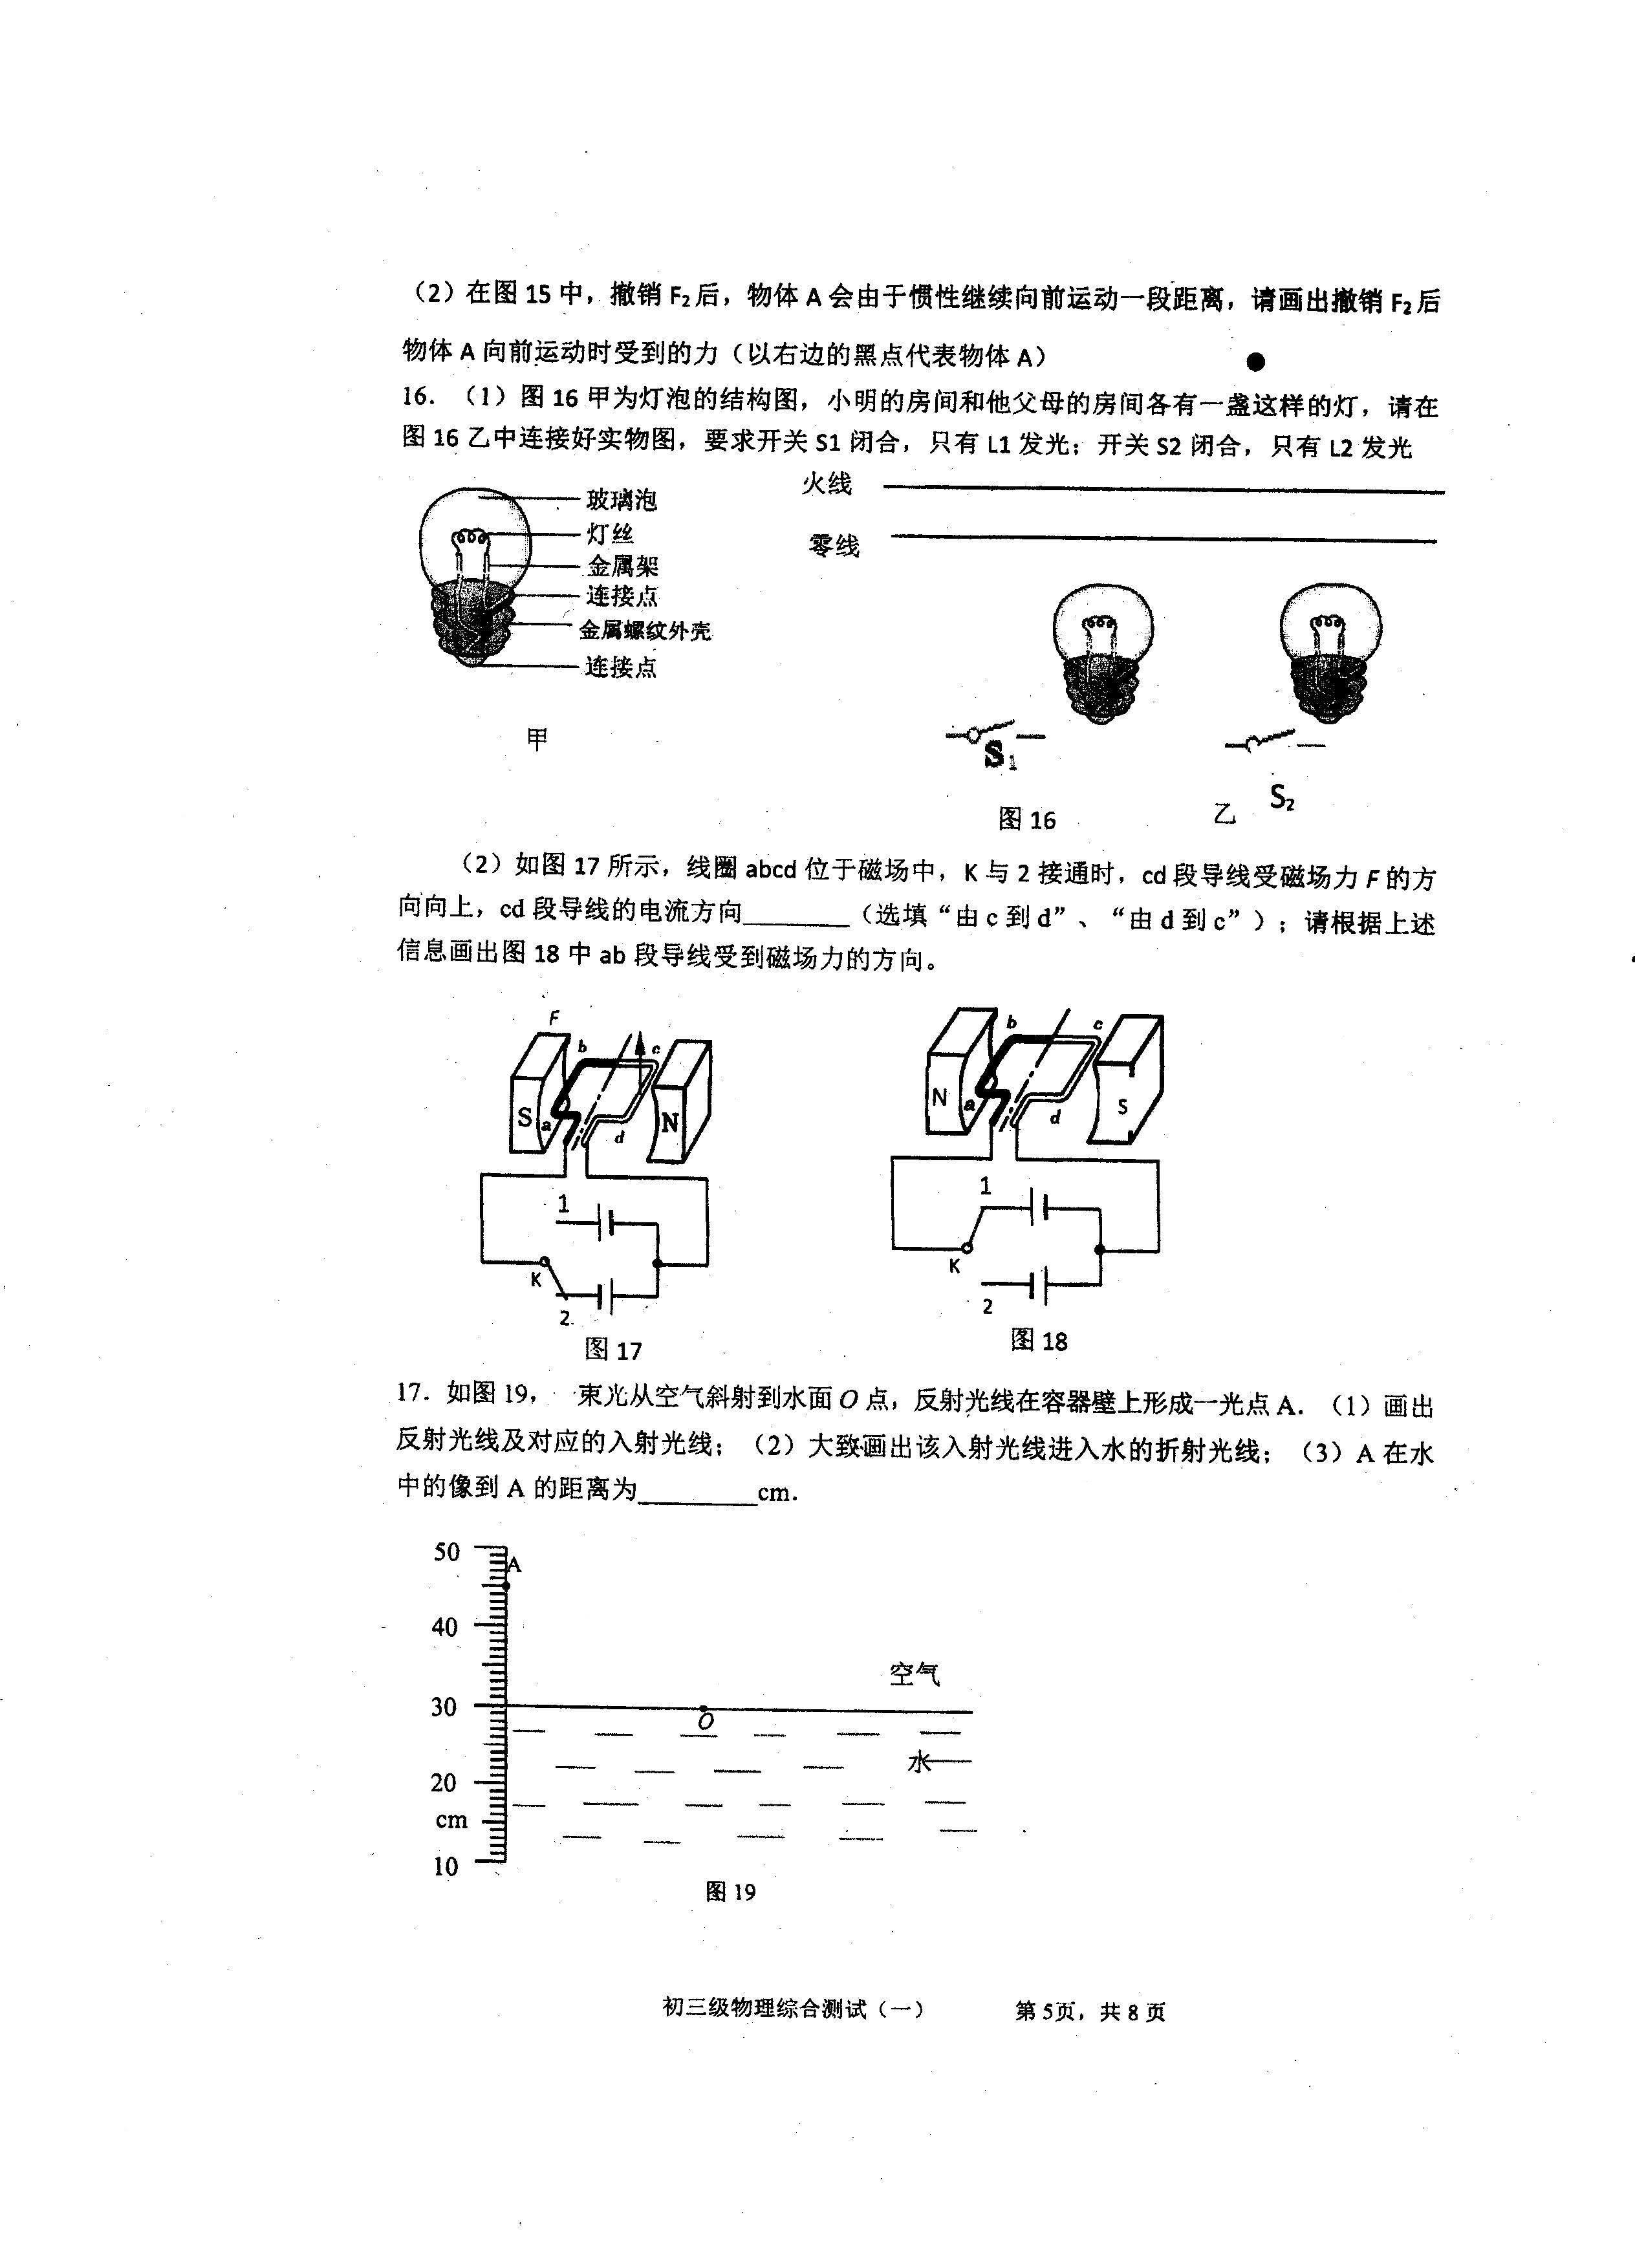 （2）在图 15 中，撤销 F₂后，物体 A 会由于惯性继续向前运动一段距离，请画出撤销 F₂后
物体 A 向前运动时受到的力（以右边的黑点代表物体 A）
16. （1）图 16 甲为灯泡的结构图，小明的房间和他父母的房间各有一盏这样的灯，请在
图 16 乙中连接好实物图，要求开关 S1 闭合，只有 L1 发光；开关 S2 闭合，只有 L2 发光
玻璃泡
灯丝
金属架
连接点
金属螺纹外壳
连接点
甲
火线
零线
S₁
S₂
图 16
乙
（2）如图 17 所示，线圈 abcd 位于磁场中，K 与 2 接通时，cd 段导线受磁场力 F 的方
向向上，cd 段导线的电流方向________（选填“由 c 到 d”、“由 d 到 c”）；请根据上述
信息画出图 18 中 ab 段导线受到磁场力的方向。
F
b
c
S
a
d
N
1
K
2
图 17
b
c
N
a
d
S
1
K
2
图 18
17. 如图 19， 束光从空气斜射到水面 O 点，反射光线在容器壁上形成一光点 A. （1）画出
反射光线及对应的入射光线；（2）大致画出该入射光线进入水的折射光线；（3）A 在水
中的像到 A 的距离为________cm.
50
A
40
空气
30
O
水
20
cm
10
图 19
初三级物理综合测试（一） 第 5页，共 8 页